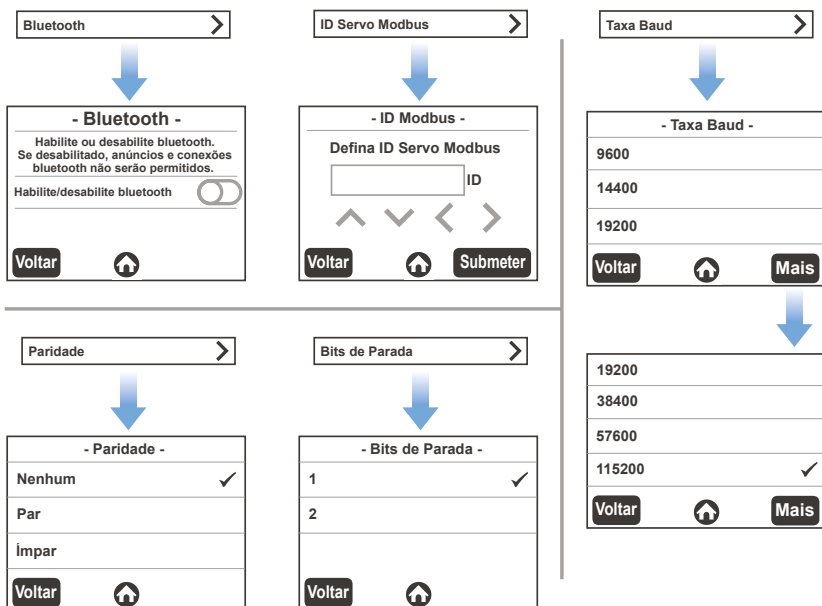 Bluetooth
- Bluetooth -
Habilite ou desabilite bluetooth.
Se desabilitado, anúncios e conexões
bluetooth não serão permitidos.
Habilite/desabilite bluetooth
Voltar
ID Servo Modbus
- ID Modbus -
Defina ID Servo Modbus
ID
Voltar
Submeter
Taxa Baud
- Taxa Baud -
9600
14400
19200
Voltar
Mais
19200
38400
57600
115200
Voltar
Mais
Paridade
- Paridade -
Nenhum
Par
Ímpar
Voltar
Bits de Parada
- Bits de Parada -
1
2
Voltar